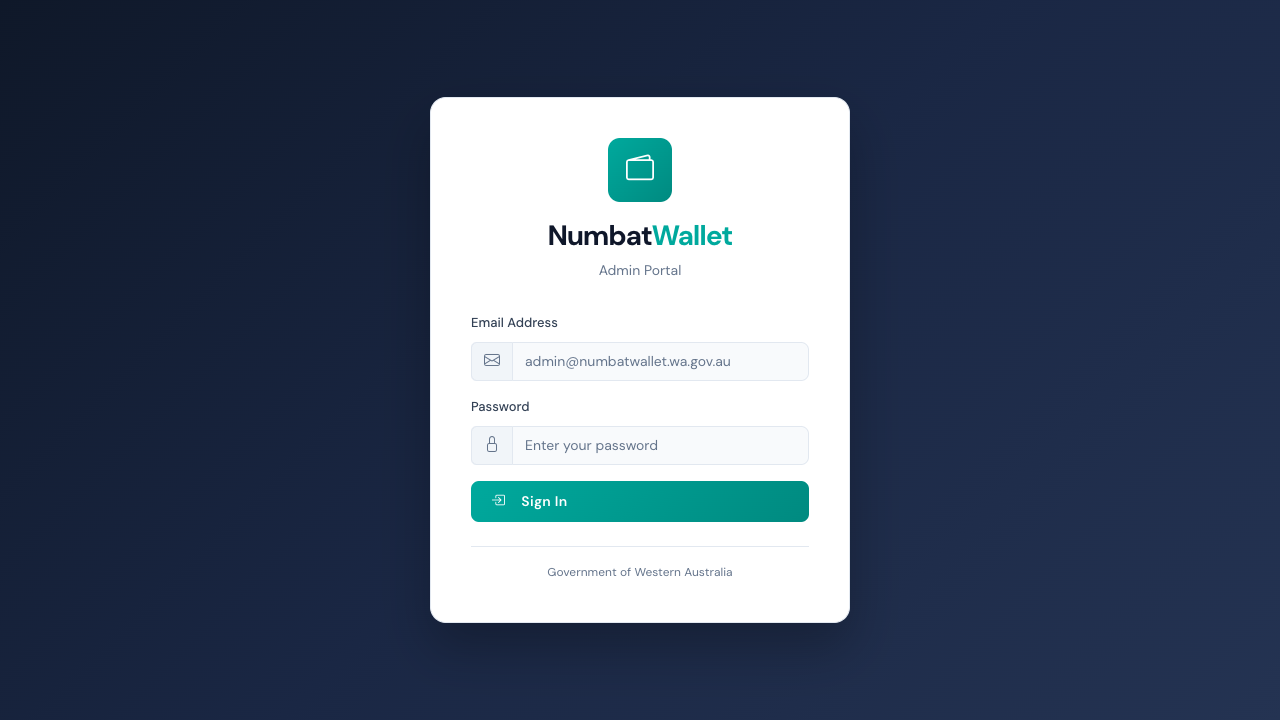 NumbatWallet
Admin Portal
Email Address
admin@numbatwallet.wa.gov.au
Password
Enter your password
Sign In
Government of Western Australia